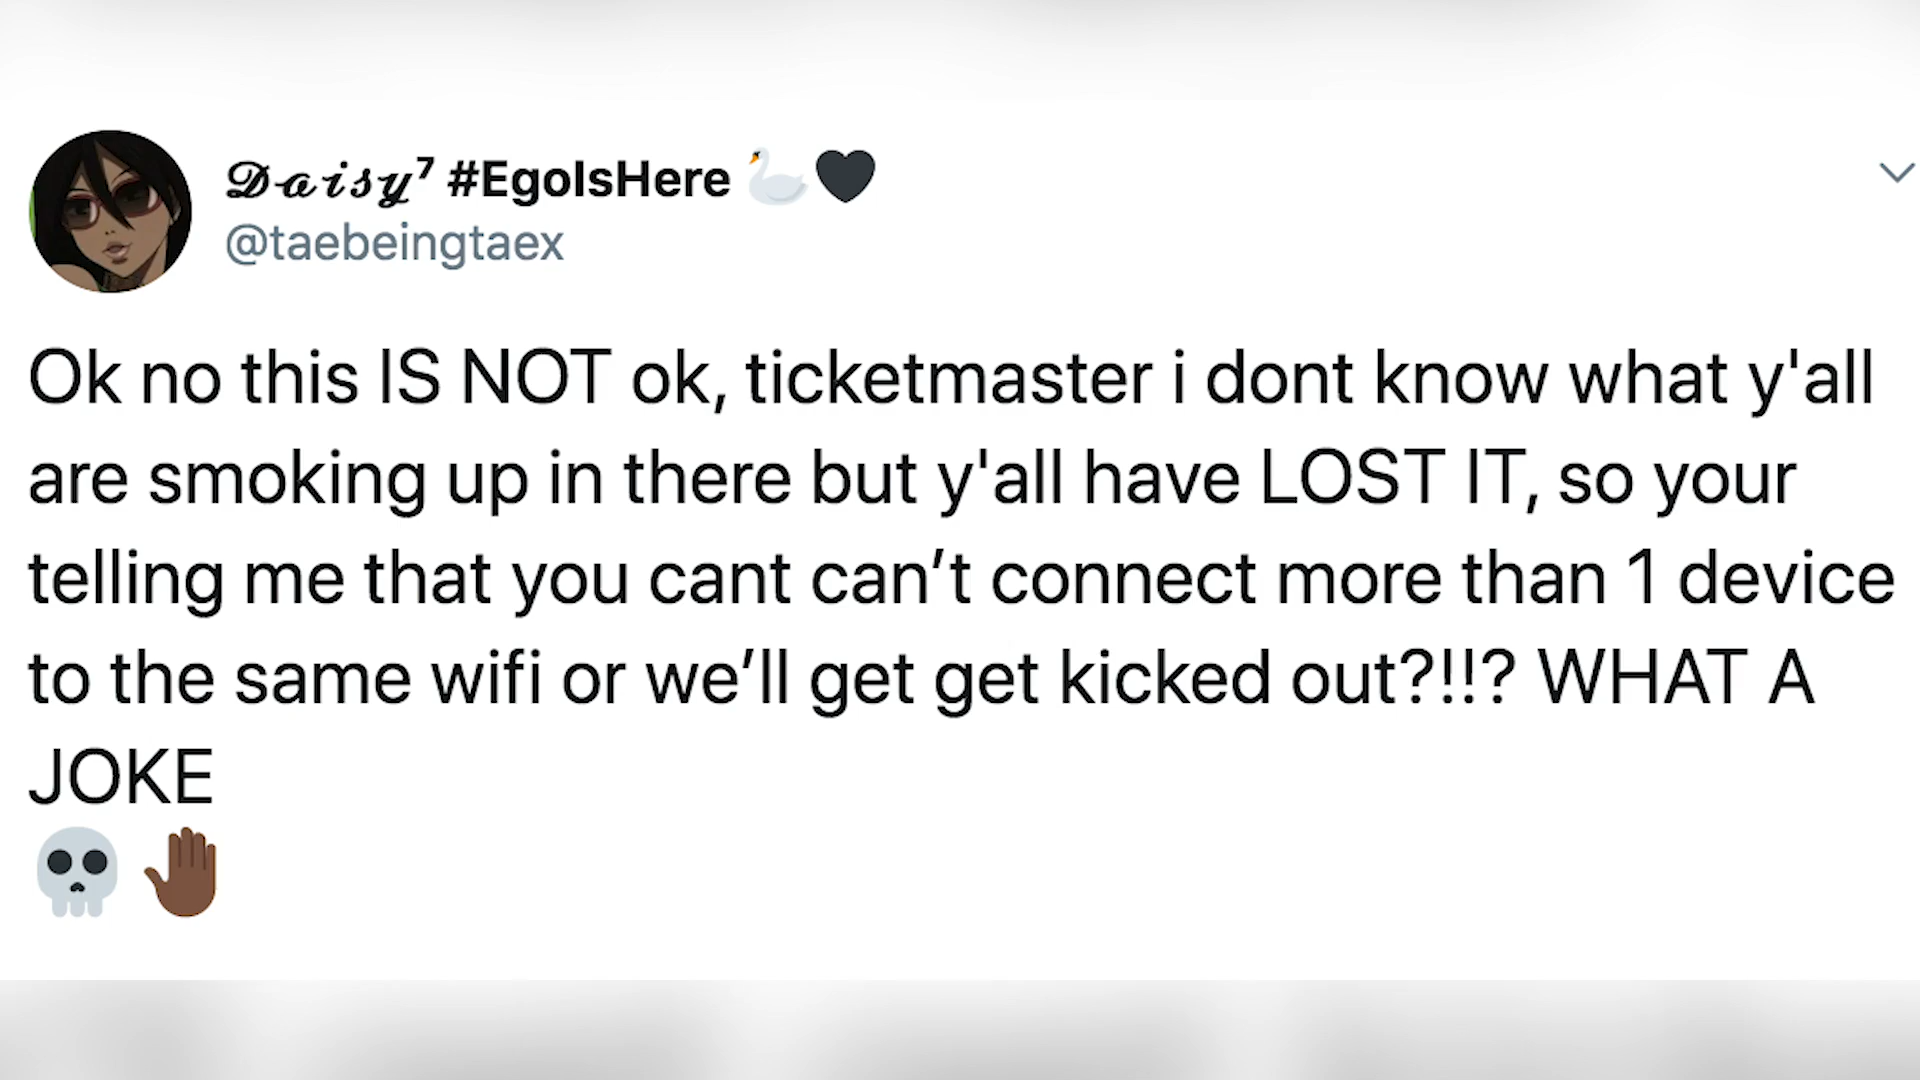 𝓓𝓪𝓲𝓼𝔂⁷ #EgoIsHere 🦢🖤
@taebeingtaex
Ok no this IS NOT ok, ticketmaster i dont know what y'all
are smoking up in there but y'all have LOST IT, so your
telling me that you cant can’t connect more than 1 device
to the same wifi or we’ll get get kicked out?!!? WHAT A
JOKE
💀 🤚🏾